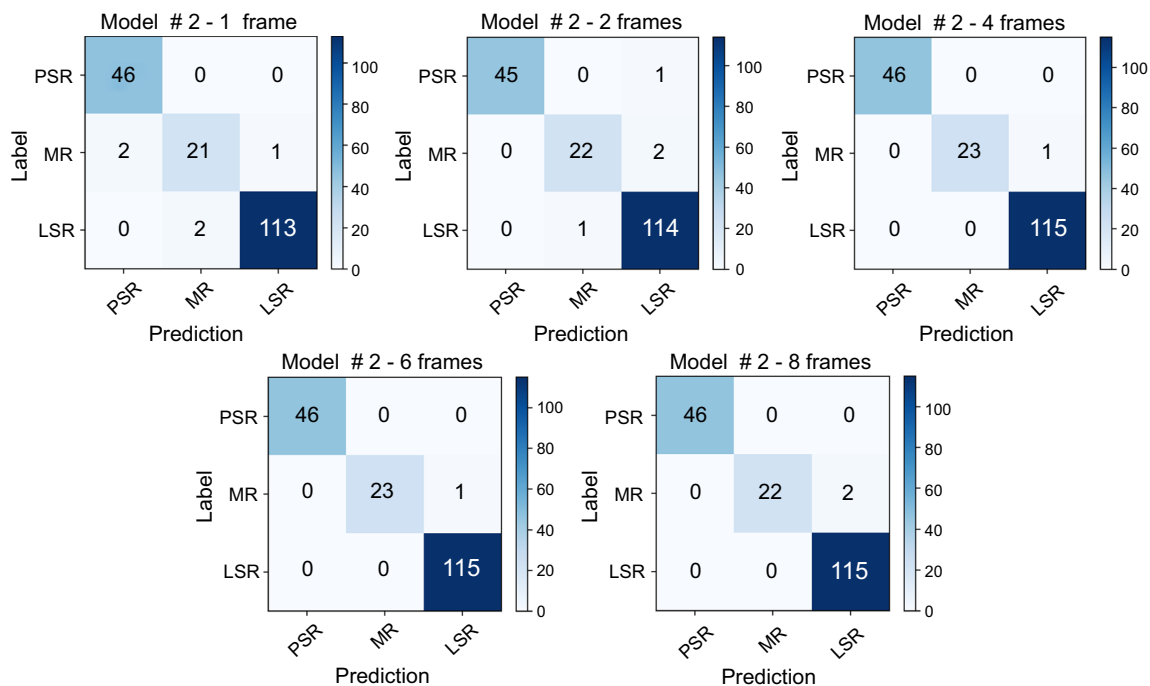 Model # 2 - 1 frame
PSR 46 0 0
MR 2 21 1
LSR 0 2 113
Label
100
80
60
40
20
0
PSR MR LSR
Prediction
Model # 2 - 2 frames
PSR 45 0 1
MR 0 22 2
LSR 0 1 114
Label
100
80
60
40
20
0
PSR MR LSR
Prediction
Model # 2 - 4 frames
PSR 46 0 0
MR 0 23 1
LSR 0 0 115
Label
100
80
60
40
20
0
PSR MR LSR
Prediction
Model # 2 - 6 frames
PSR 46 0 0
MR 0 23 1
LSR 0 0 115
Label
100
80
60
40
20
0
PSR MR LSR
Prediction
Model # 2 - 8 frames
PSR 46 0 0
MR 0 22 2
LSR 0 0 115
Label
100
80
60
40
20
0
PSR MR LSR
Prediction